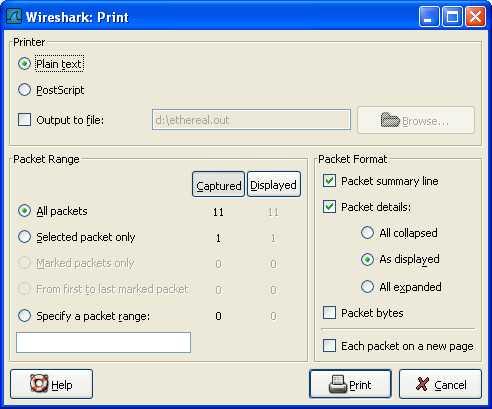 Wireshark: Print
Printer
Plain text
PostScript
Output to file: d:\ethereal.out Browse...
Packet Range
Captured Displayed
All packets 11 11
Selected packet only 1 1
Marked packets only 0 0
From first to last marked packet 0 0
Specify a packet range: 0 0
Packet Format
Packet summary line
Packet details:
All collapsed
As displayed
All expanded
Packet bytes
Each packet on a new page
Help Print Cancel